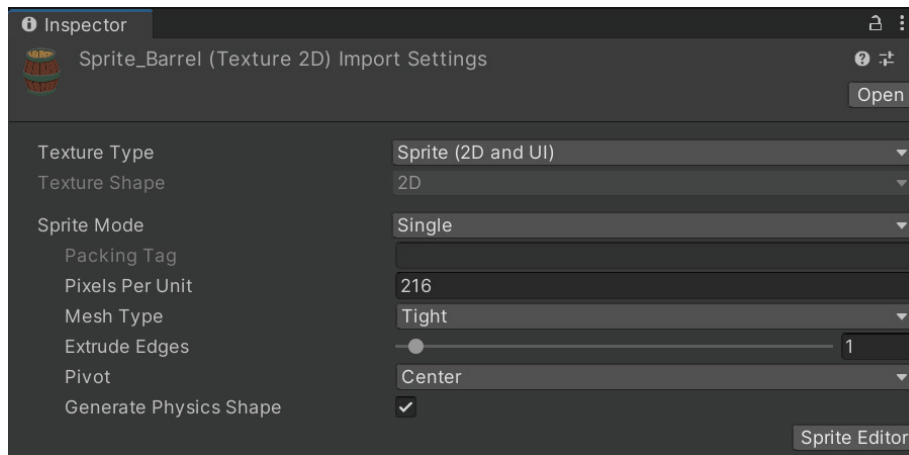 Inspector
Sprite_Barrel (Texture 2D) Import Settings
Open
Texture Type Sprite (2D and UI)
Texture Shape 2D
Sprite Mode Single
Packing Tag
Pixels Per Unit 216
Mesh Type Tight
Extrude Edges 1
Pivot Center
Generate Physics Shape
Sprite Editor